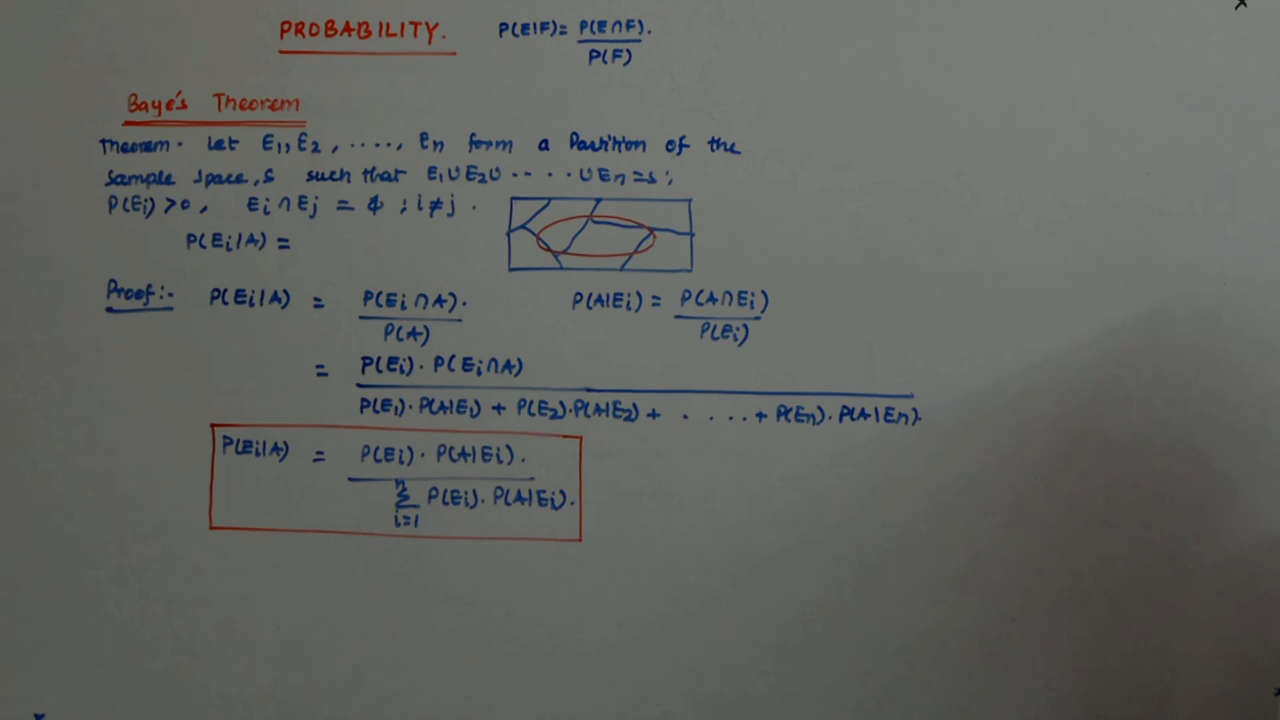 PROBABILITY. P(E|F) = P(E∩F). / P(F)
Baye's Theorem
Theorem. Let E1, E2, ....., En form a Partition of the
Sample space, S such that E1∪E2∪.....∪En = S;
P(Ei) > 0, Ei ∩ Ej = ϕ ; i ≠ j.
P(Ei|A) =
Proof:- P(Ei|A) = P(Ei ∩ A). / P(A) P(A|Ei) = P(A∩Ei) / P(Ei)
= P(Ei). P(Ei∩A) / P(E1). P(A|E1) + P(E2).P(A|E2) + . . . . + P(En). P(A|En).
P(Ei|A) = P(Ei). P(A|Ei). / n Σ i=1 P(Ei). P(A|Ei).